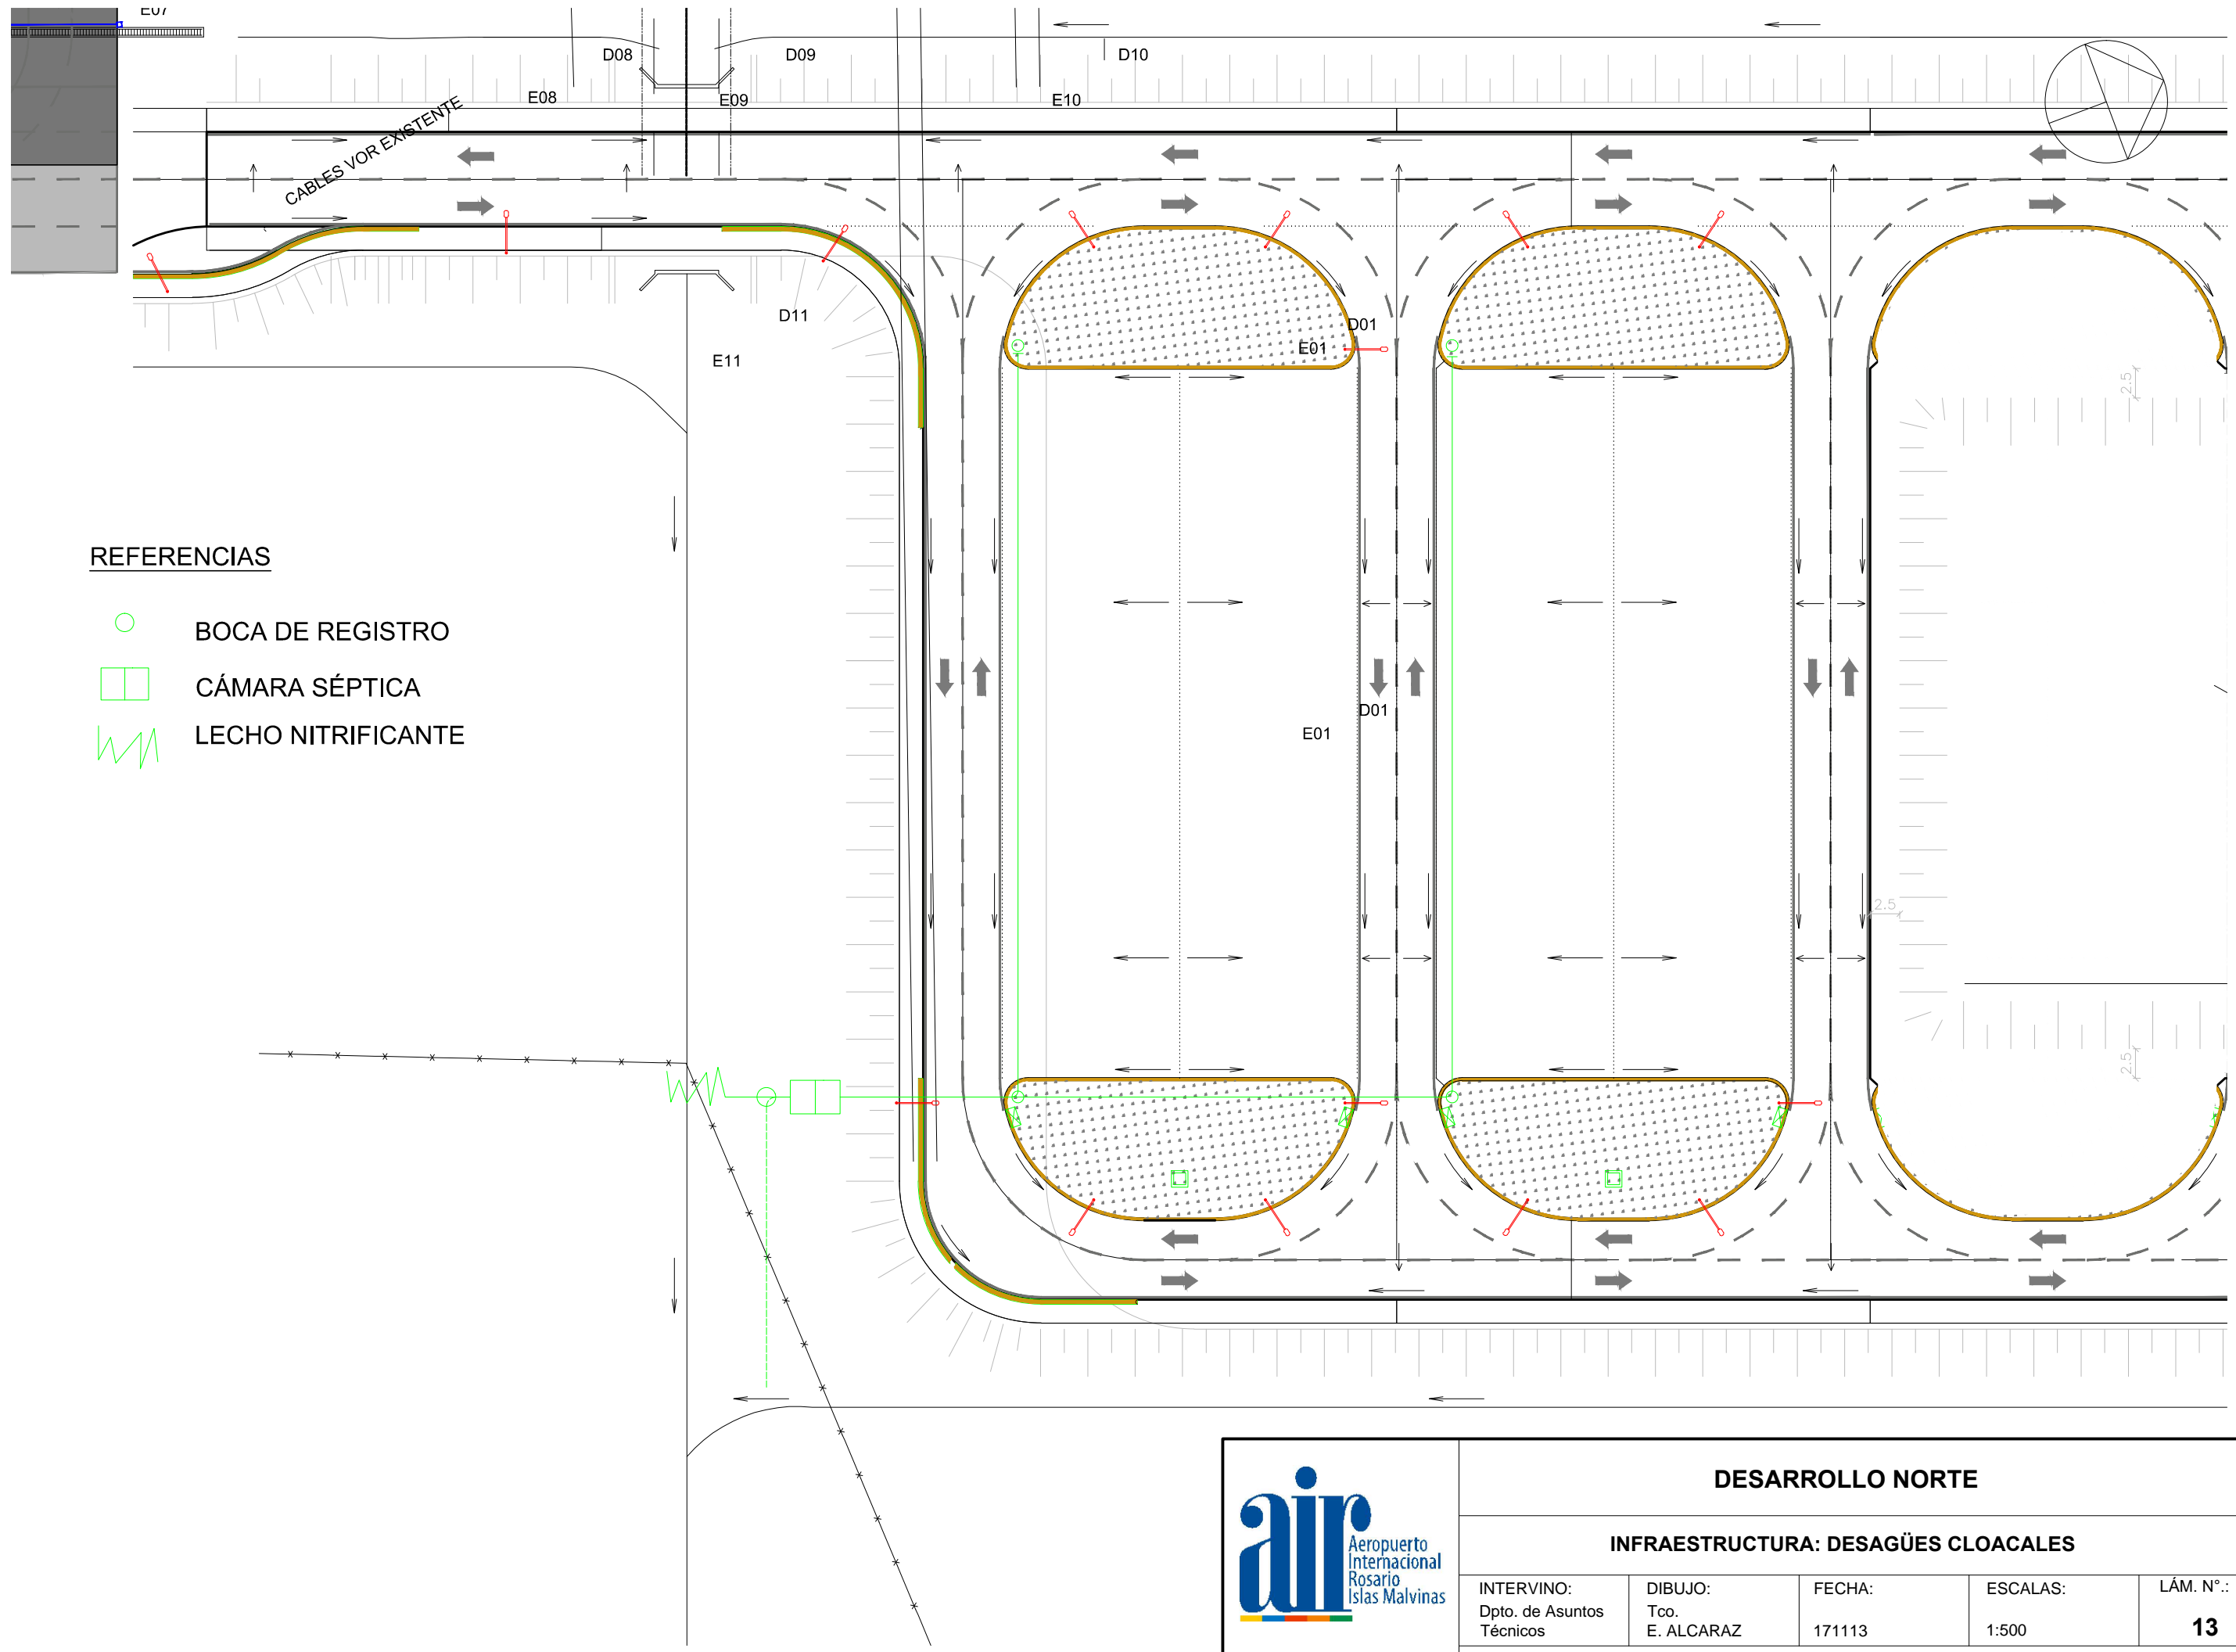 E07
D08
D09
D10
E08
E09
E10
CABLES VOR EXISTENTE
D11
E11
D01
E01
2.5
REFERENCIAS
BOCA DE REGISTRO
CÁMARA SÉPTICA
LECHO NITRIFICANTE
D01
E01
2.5
2.5
air
Aeropuerto
Internacional
Rosario
Islas Malvinas
DESARROLLO NORTE
INFRAESTRUCTURA: DESAGÜES CLOACALES
INTERVINO:
Dpto. de Asuntos
Técnicos
DIBUJO:
Tco.
E. ALCARAZ
FECHA:
171113
ESCALAS:
1:500
LÁM. N°.:
13